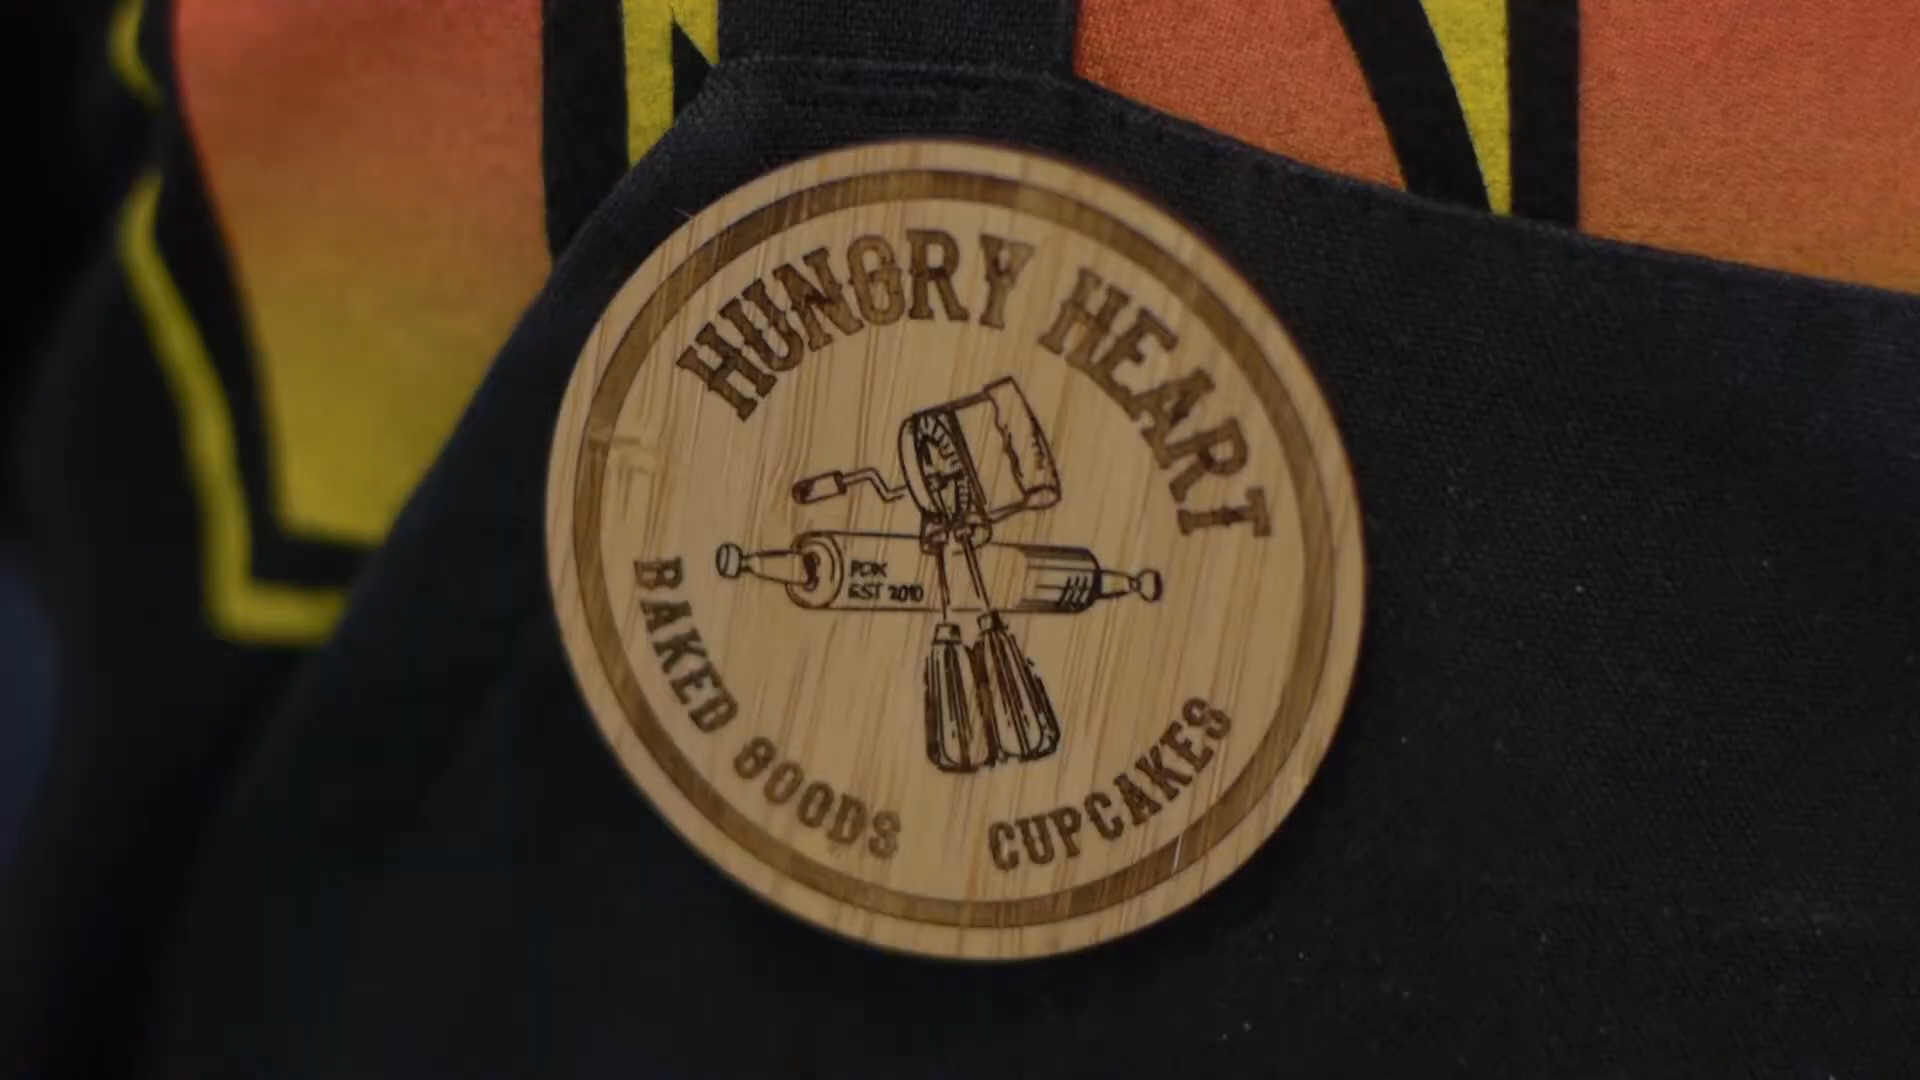 HUNGRY HEART
PDX
EST 2010
BAKED GOODS
CUPCAKES